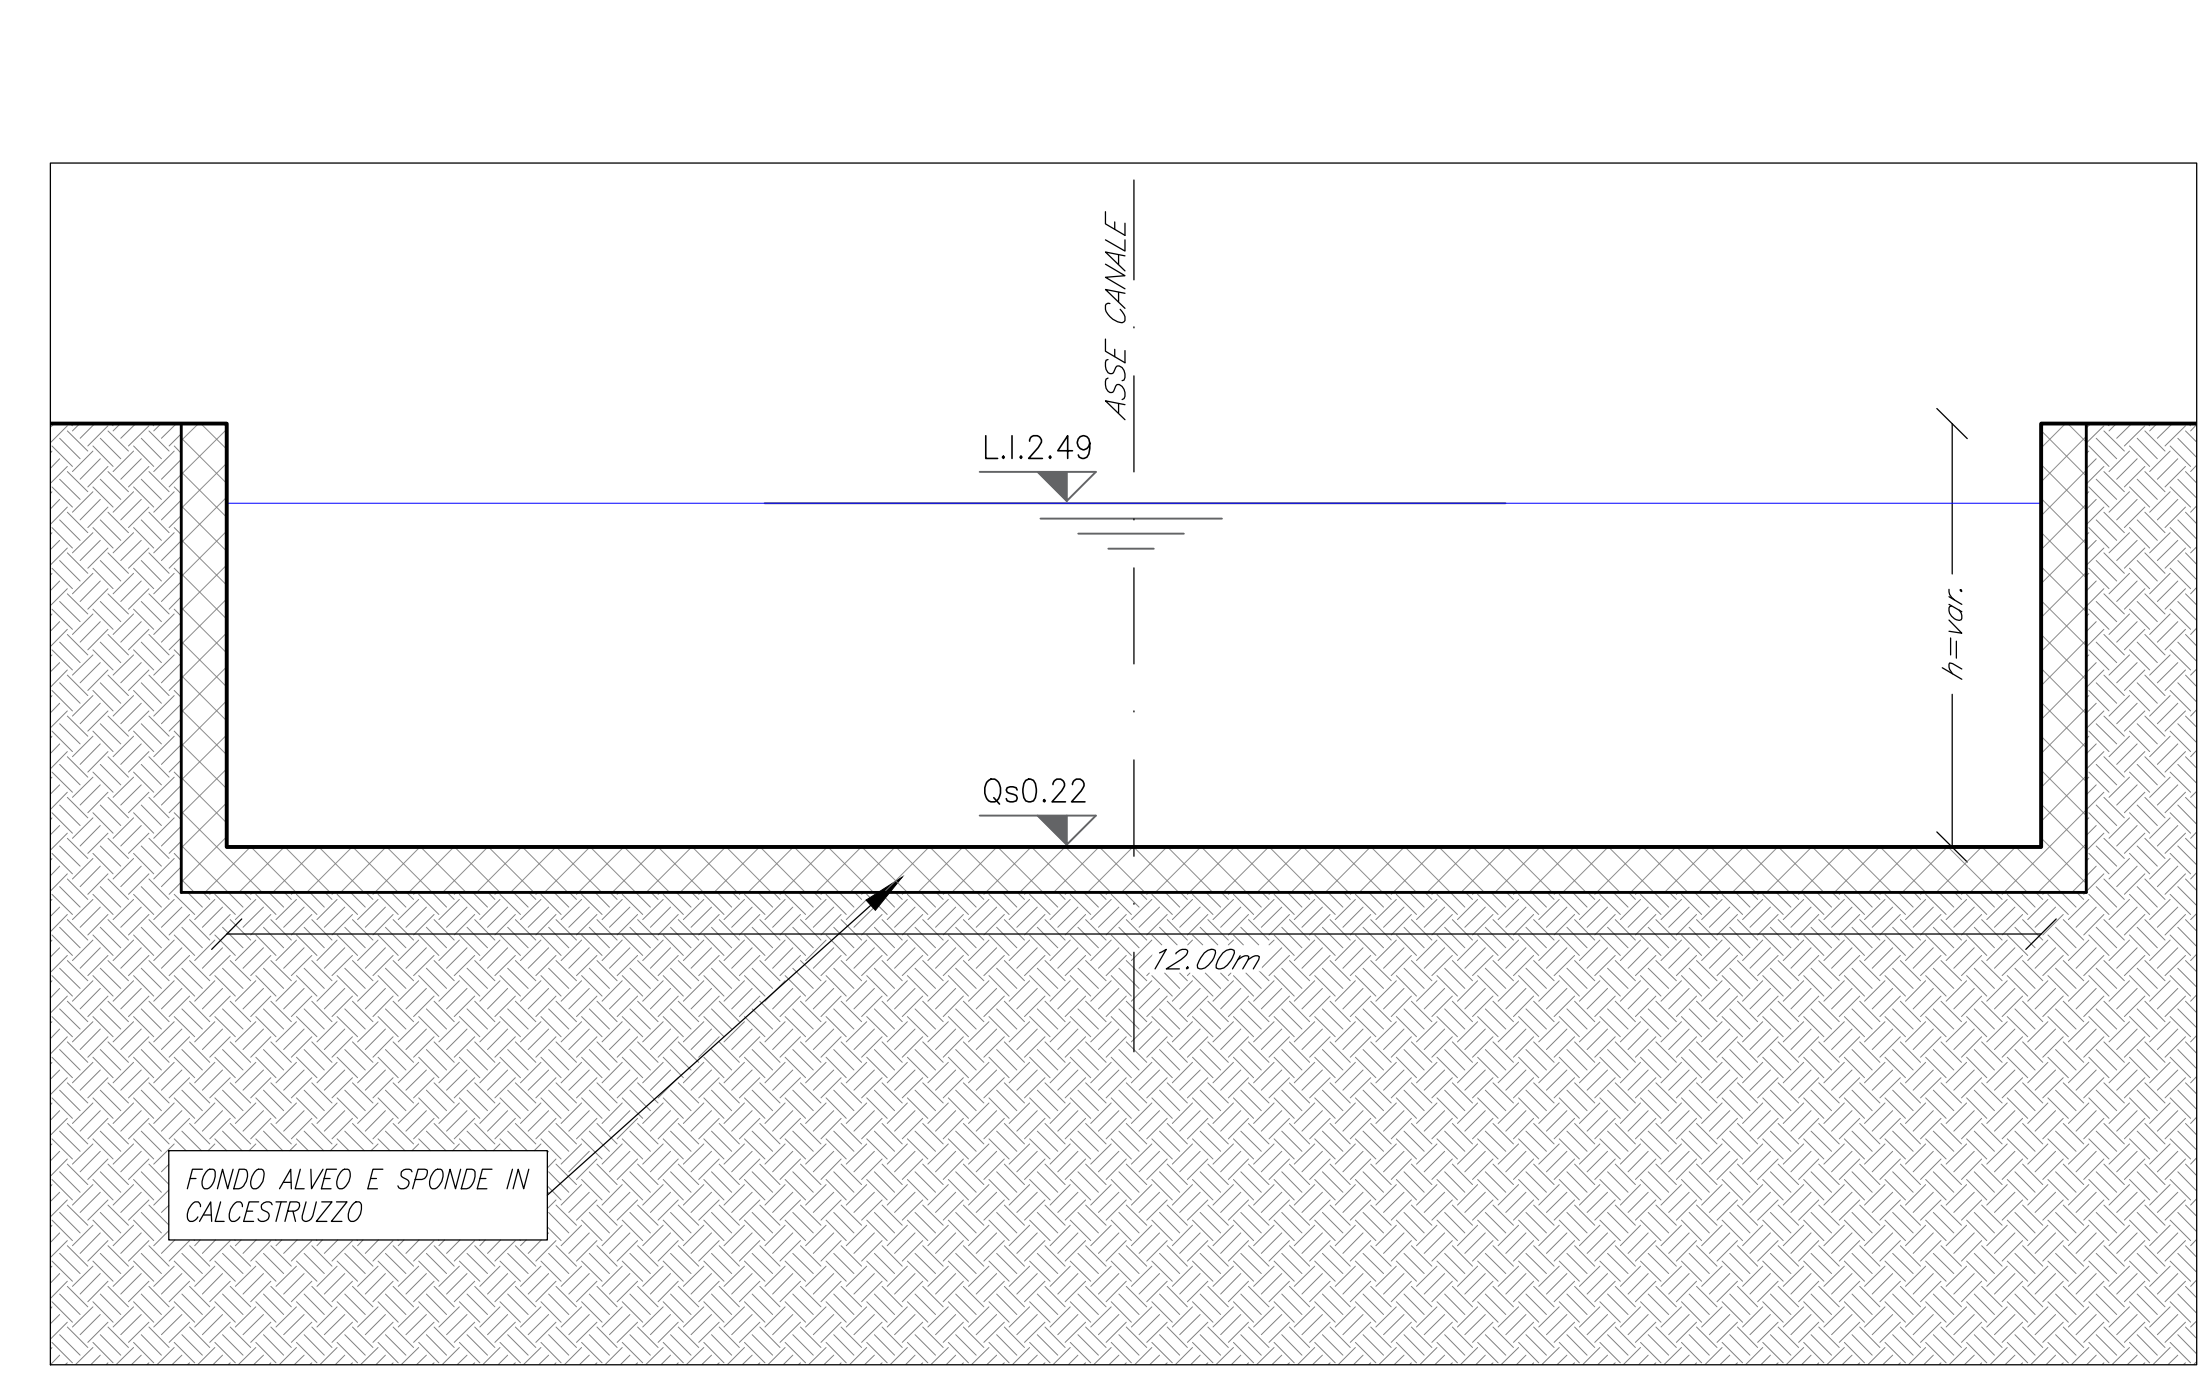 ASSE CANALE
L.I.2.49
h=var.
Qs0.22
12.00m
FONDO ALVEO E SPONDE IN
CALCESTRUZZO